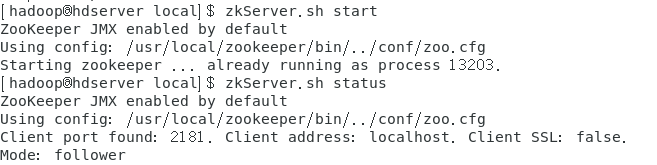 [hadoop@hdserver local]$ zkServer.sh start
ZooKeeper JMX enabled by default
Using config: /usr/local/zookeeper/bin/../conf/zoo.cfg
Starting zookeeper ... already running as process 13203.
[hadoop@hdserver local]$ zkServer.sh status
ZooKeeper JMX enabled by default
Using config: /usr/local/zookeeper/bin/../conf/zoo.cfg
Client port found: 2181. Client address: localhost. Client SSL: false.
Mode: follower